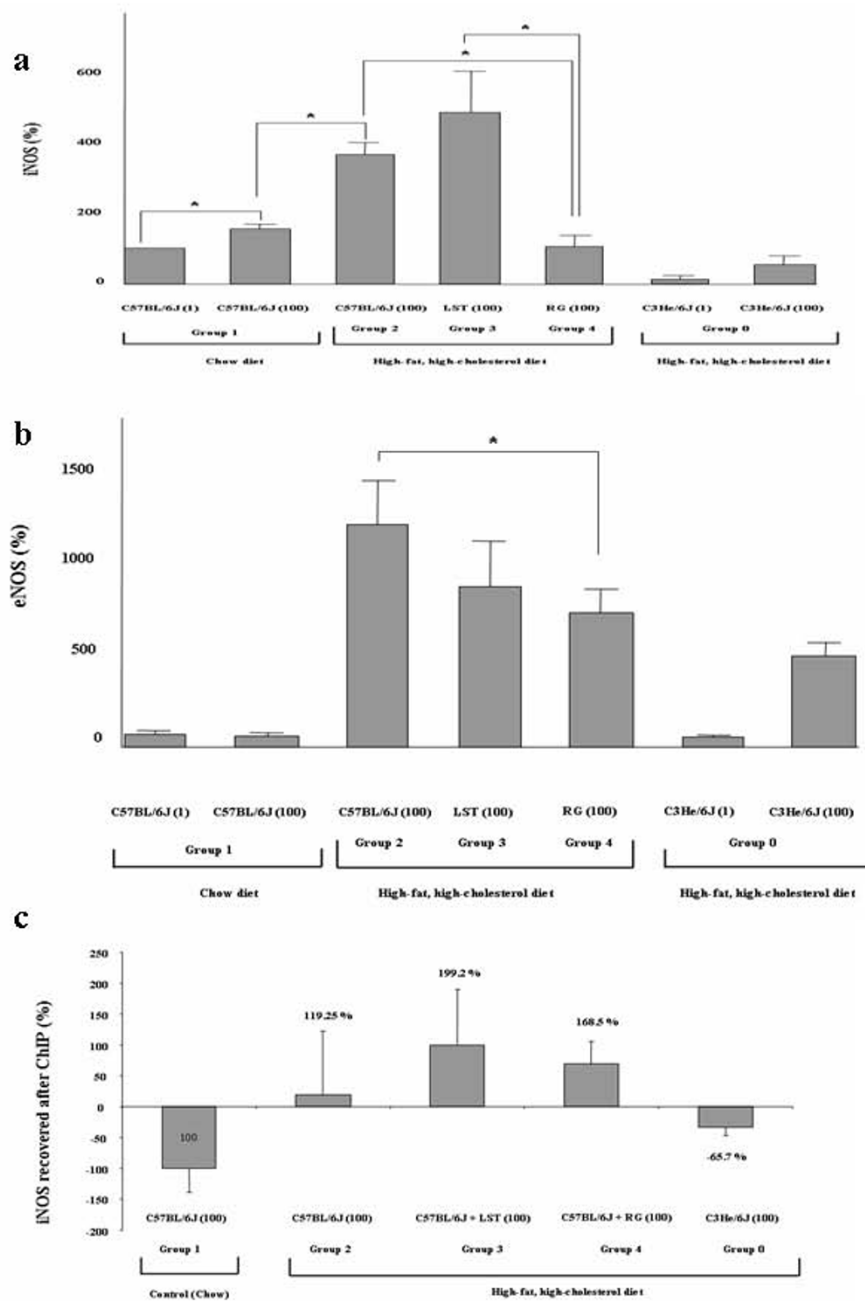 a
iNOS (%)
600
400
200
0
*
*
*
*
C57BL/6J (1) C57BL/6J (100) C57BL/6J (100) LST (100) RG (100) C3He/6J (1) C3He/6J (100)
Group 1 Group 2 Group 3 Group 4 Group 0
Chow diet High-fat, high-cholesterol diet High-fat, high-cholesterol diet
b
eNOS (%)
1500
1000
500
0
*
C57BL/6J (1) C57BL/6J (100) C57BL/6J (100) LST (100) RG (100) C3He/6J (1) C3He/6J (100)
Group 1 Group 2 Group 3 Group 4 Group 0
Chow diet High-fat, high-cholesterol diet High-fat, high-cholesterol diet
c
iNOS recovered after ChIP (%)
250
200
150
100
50
0
-50
-100
-150
-200
100
119.25 %
199.2 %
168.5 %
-65.7 %
C57BL/6J (100) C57BL/6J (100) C57BL/6J + LST (100) C57BL/6J + RG (100) C3He/6J (100)
Group 1 Group 2 Group 3 Group 4 Group 0
Control (Chow) High-fat, high-cholesterol diet